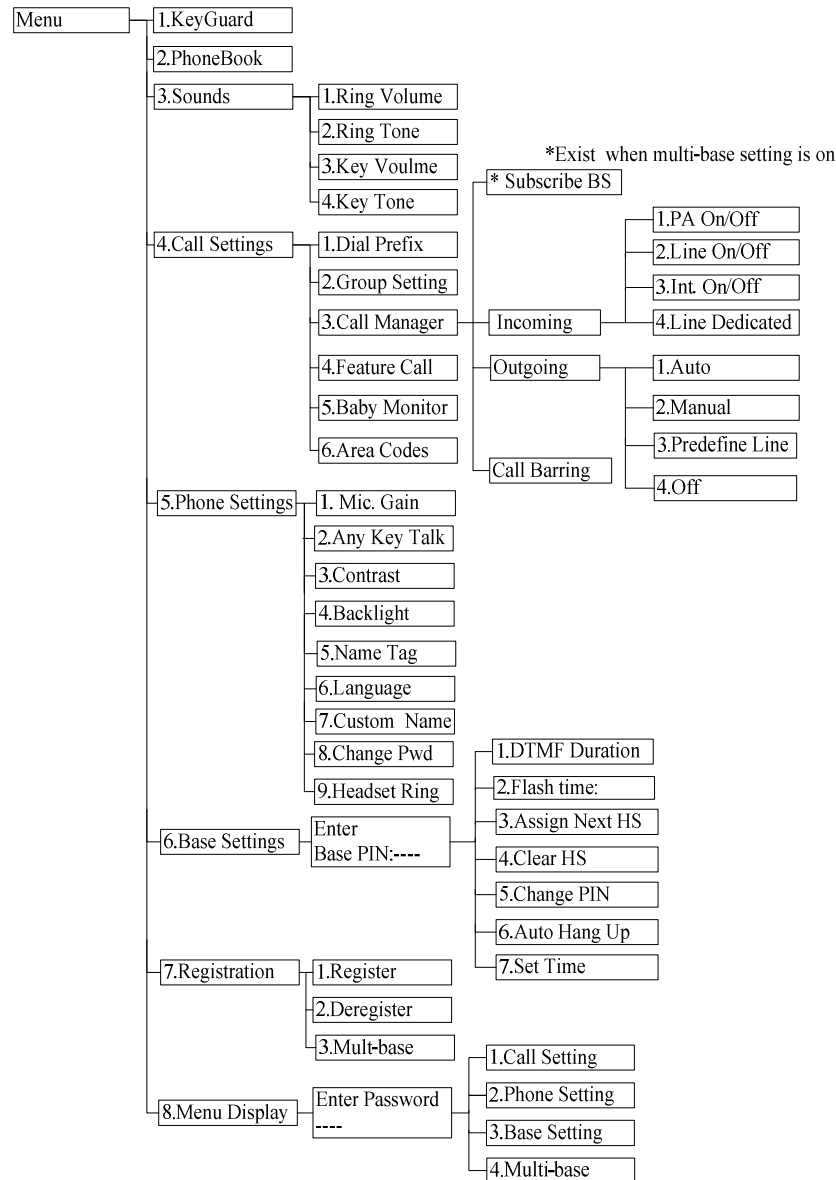 Menu
1.KeyGuard
2.PhoneBook
3.Sounds
1.Ring Volume
2.Ring Tone
3.Key Voulme
4.Key Tone
4.Call Settings
1.Dial Prefix
2.Group Setting
3.Call Manager
*Exist when multi-base setting is on
* Subscribe BS
Incoming
1.PA On/Off
2.Line On/Off
3.Int. On/Off
4.Line Dedicated
Outgoing
1.Auto
2.Manual
3.Predefine Line
4.Off
Call Barring
4.Feature Call
5.Baby Monitor
6.Area Codes
5.Phone Settings
1. Mic. Gain
2.Any Key Talk
3.Contrast
4.Backlight
5.Name Tag
6.Language
7.Custom Name
8.Change Pwd
9.Headset Ring
6.Base Settings
Enter
Base PIN:----
1.DTMF Duration
2.Flash time:
3.Assign Next HS
4.Clear HS
5.Change PIN
6.Auto Hang Up
7.Set Time
7.Registration
1.Register
2.Deregister
3.Mult-base
8.Menu Display
Enter Password
----
1.Call Setting
2.Phone Setting
3.Base Setting
4.Multi-base